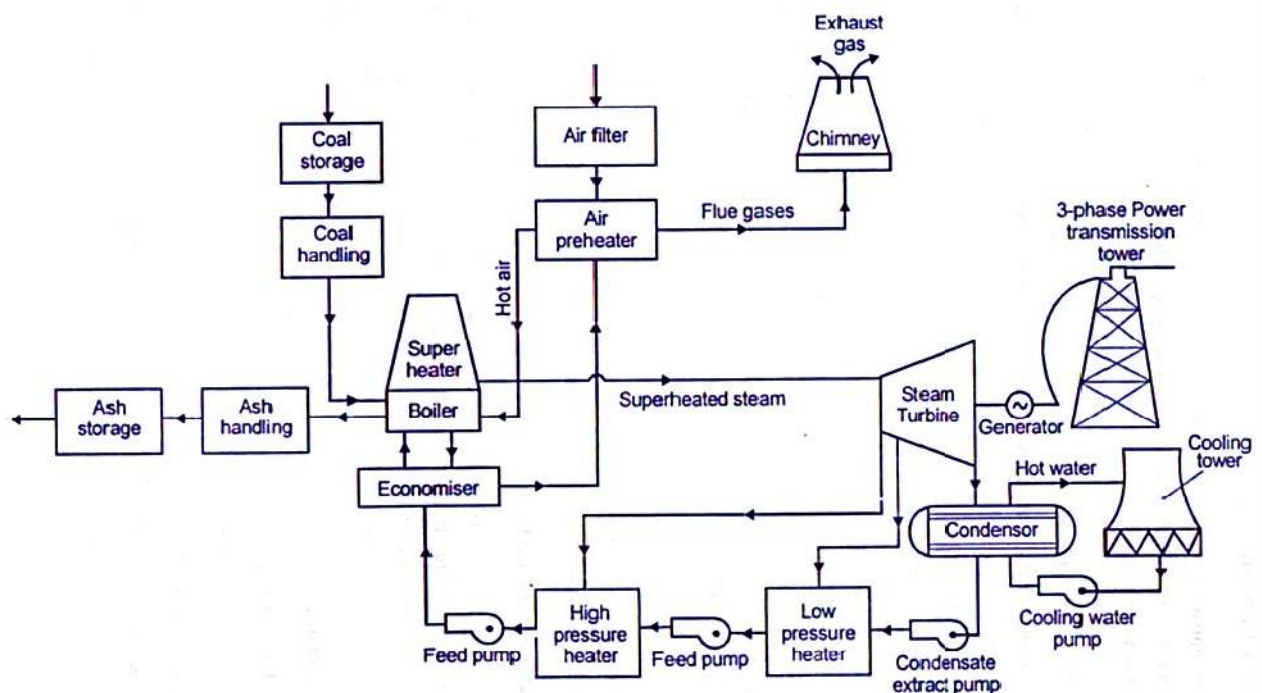 Exhaust
gas
Coal
storage
Air filter
Chimney
Coal
handling
Air
preheater
Flue gases
3-phase Power
transmission
tower
Hot air
Super
heater
Boiler
Superheated steam
Steam
Turbine
Generator
Ash
storage
Ash
handling
Economiser
Hot water
Cooling
tower
Condensor
Cooling water
pump
High
pressure
heater
Low
pressure
heater
Feed pump
Feed pump
Condensate
extract pump